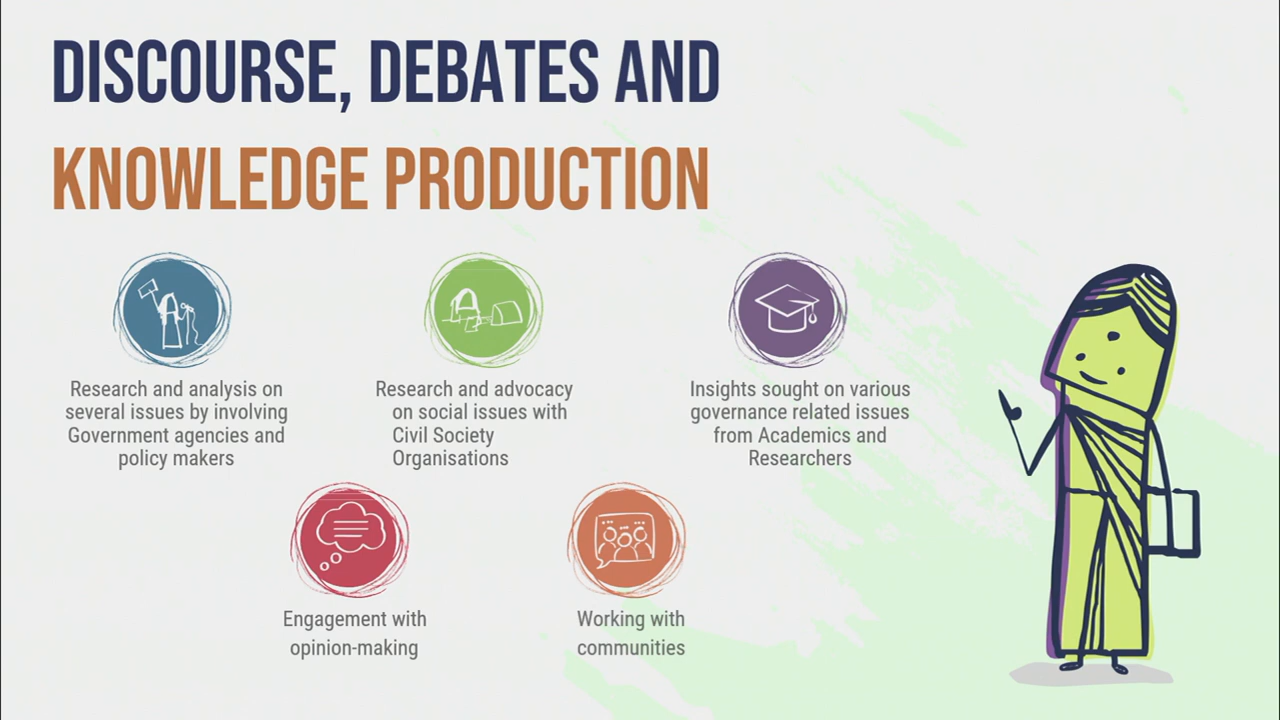 DISCOURSE, DEBATES AND
KNOWLEDGE PRODUCTION
Research and analysis on
several issues by involving
Government agencies and
policy makers
Research and advocacy
on social issues with
Civil Society
Organisations
Insights sought on various
governance related issues
from Academics and
Researchers
Engagement with
opinion-making
Working with
communities